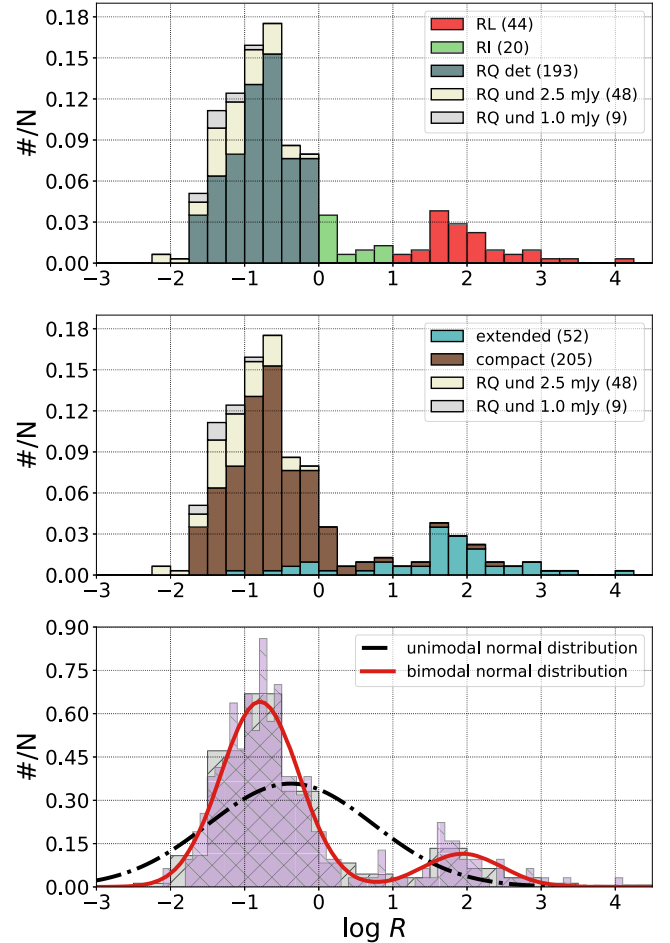 #/N
0.18
0.15
0.12
0.09
0.06
0.03
0.00
RL (44)
RI (20)
RQ det (193)
RQ und 2.5 mJy (48)
RQ und 1.0 mJy (9)
−3 −2 −1 0 1 2 3 4
#/N
0.18
0.15
0.12
0.09
0.06
0.03
0.00
extended (52)
compact (205)
RQ und 2.5 mJy (48)
RQ und 1.0 mJy (9)
−3 −2 −1 0 1 2 3 4
#/N
0.90
0.75
0.60
0.45
0.30
0.15
0.00
unimodal normal distribution
bimodal normal distribution
−3 −2 −1 0 1 2 3 4
log R